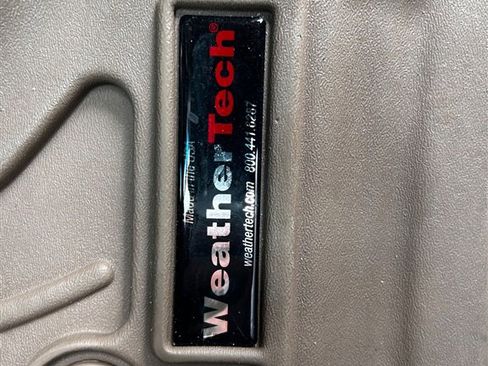 Made in the USA
WeatherTech®
weathertech.com 800.441.6287